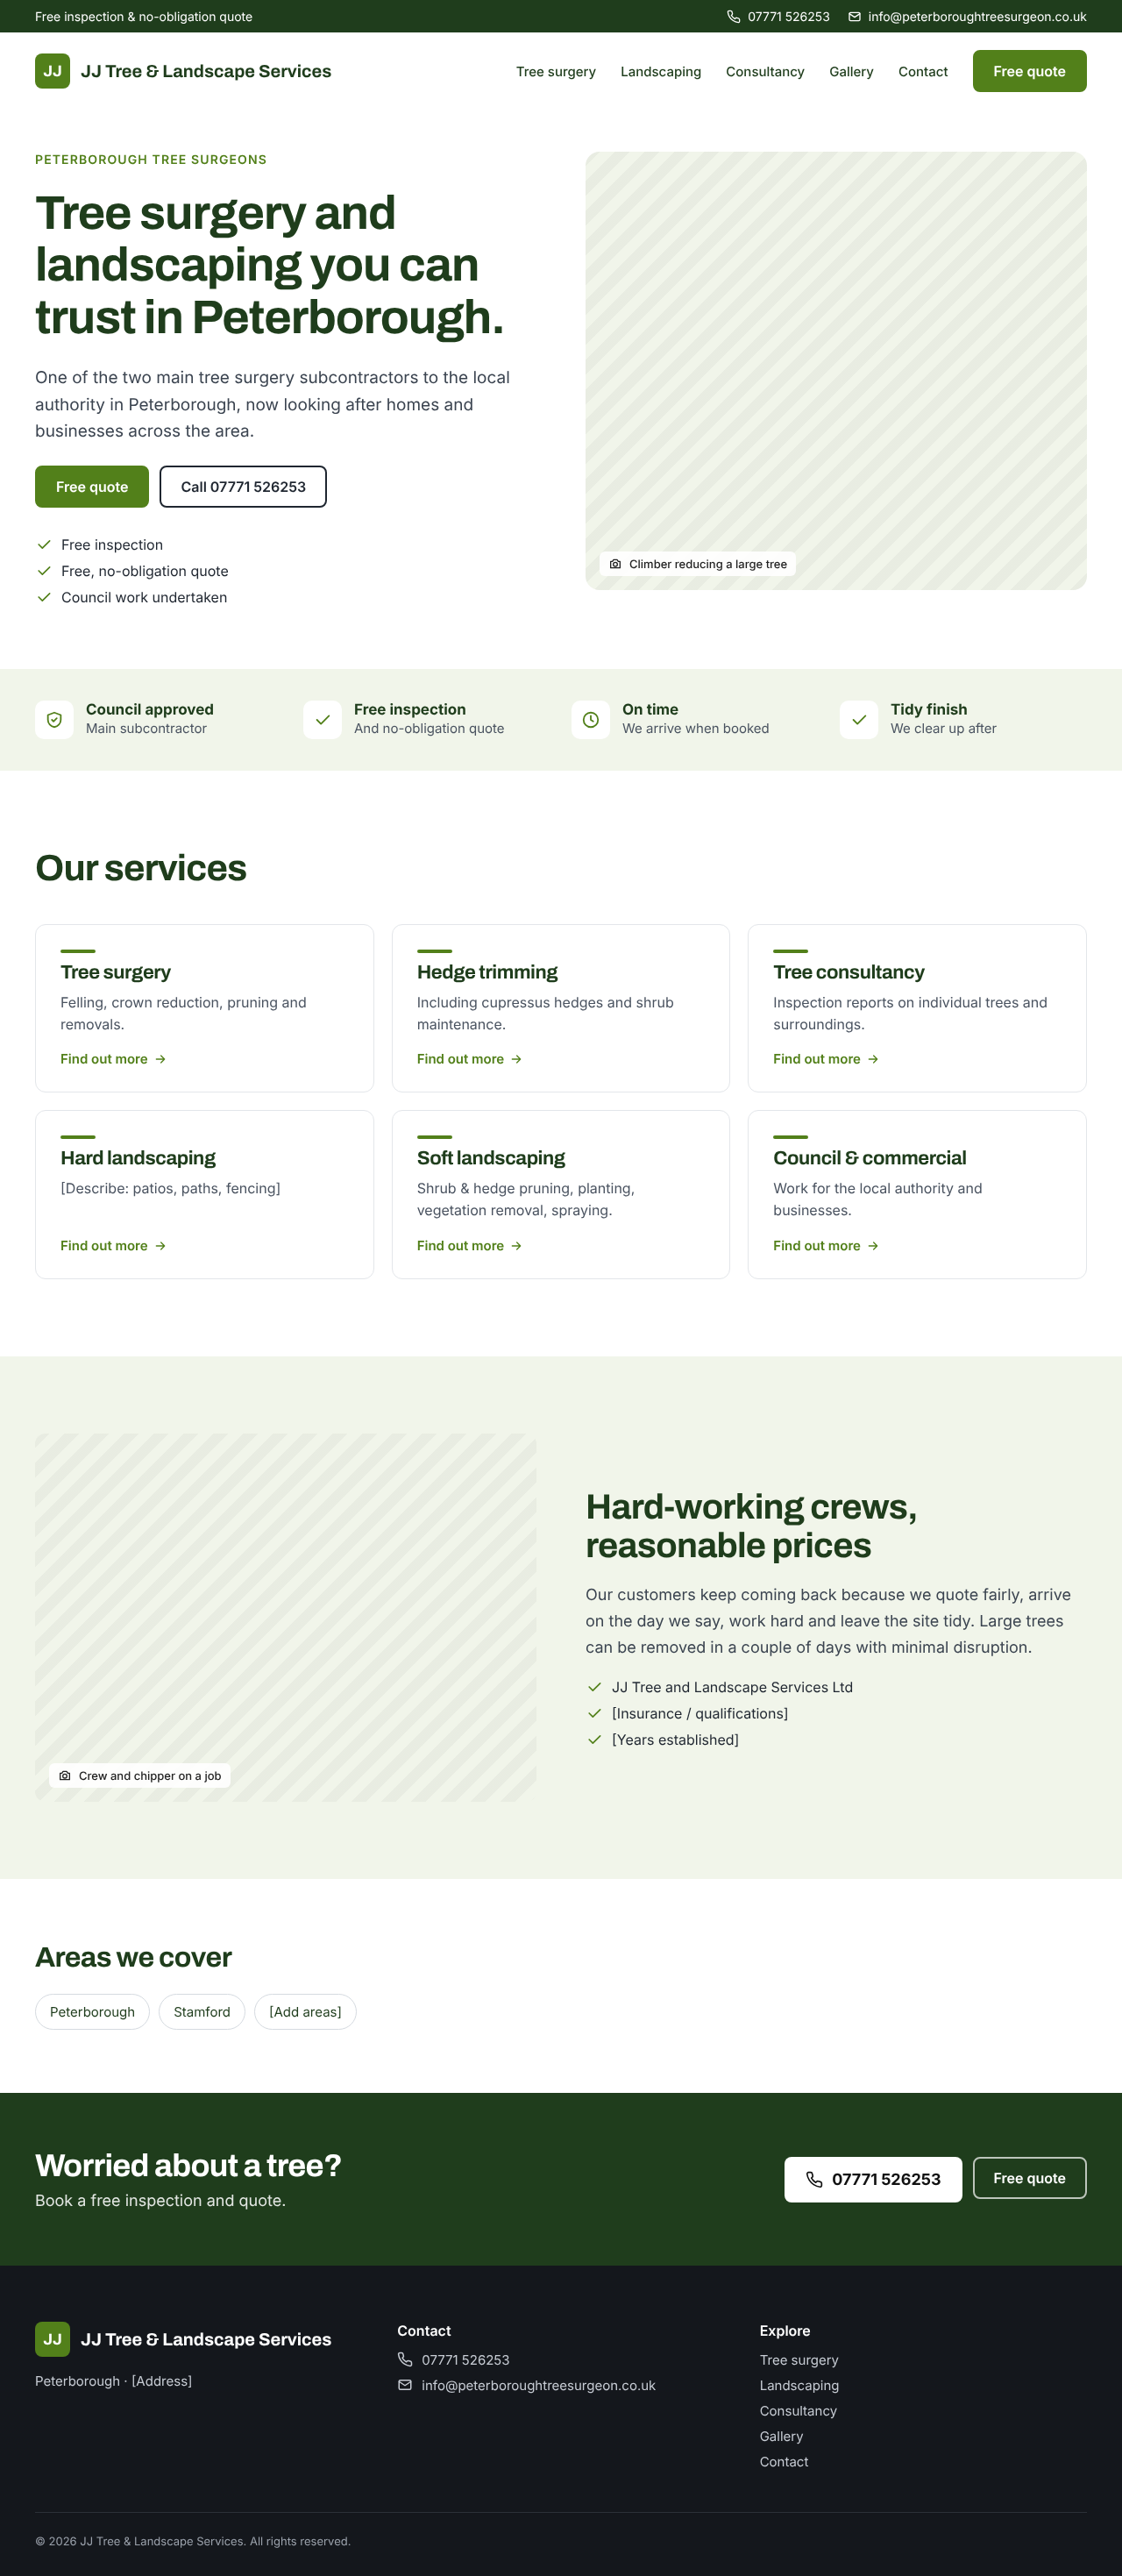 Free inspection & no-obligation quote
07771 526253
info@peterboroughtreesurgeon.co.uk
JJ
JJ Tree & Landscape Services
Tree surgery
Landscaping
Consultancy
Gallery
Contact
Free quote
PETERBOROUGH TREE SURGEONS
Tree surgery and
landscaping you can
trust in Peterborough.
One of the two main tree surgery subcontractors to the local
authority in Peterborough, now looking after homes and
businesses across the area.
Free quote
Call 07771 526253
Free inspection
Free, no-obligation quote
Council work undertaken
Climber reducing a large tree
Council approved
Main subcontractor
Free inspection
And no-obligation quote
On time
We arrive when booked
Tidy finish
We clear up after
Our services
Tree surgery
Felling, crown reduction, pruning and
removals.
Find out more →
Hedge trimming
Including cupressus hedges and shrub
maintenance.
Find out more →
Tree consultancy
Inspection reports on individual trees and
surroundings.
Find out more →
Hard landscaping
[Describe: patios, paths, fencing]
Find out more →
Soft landscaping
Shrub & hedge pruning, planting,
vegetation removal, spraying.
Find out more →
Council & commercial
Work for the local authority and
businesses.
Find out more →
Crew and chipper on a job
Hard-working crews,
reasonable prices
Our customers keep coming back because we quote fairly, arrive
on the day we say, work hard and leave the site tidy. Large trees
can be removed in a couple of days with minimal disruption.
JJ Tree and Landscape Services Ltd
[Insurance / qualifications]
[Years established]
Areas we cover
Peterborough
Stamford
[Add areas]
Worried about a tree?
Book a free inspection and quote.
07771 526253
Free quote
JJ
JJ Tree & Landscape Services
Peterborough · [Address]
Contact
07771 526253
info@peterboroughtreesurgeon.co.uk
Explore
Tree surgery
Landscaping
Consultancy
Gallery
Contact
© 2026 JJ Tree & Landscape Services. All rights reserved.